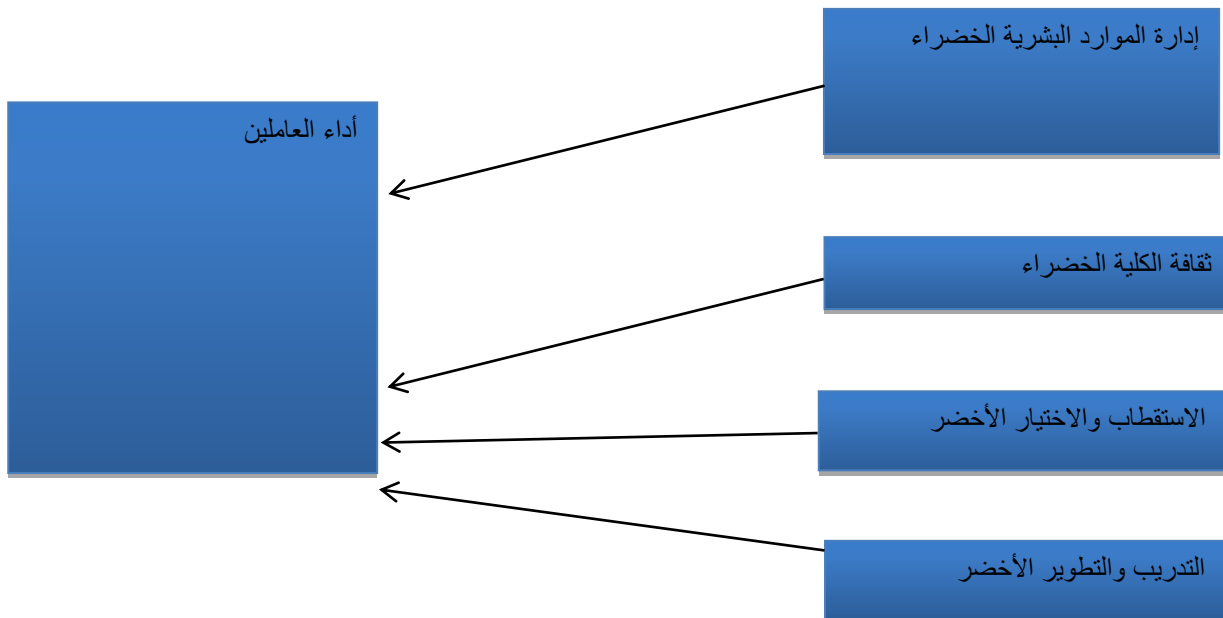 إدارة الموارد البشرية الخضراء
أداء العاملين
ثقافة الكلية الخضراء
الاستقطاب والاختيار الأخضر
التدريب والتطوير الأخضر